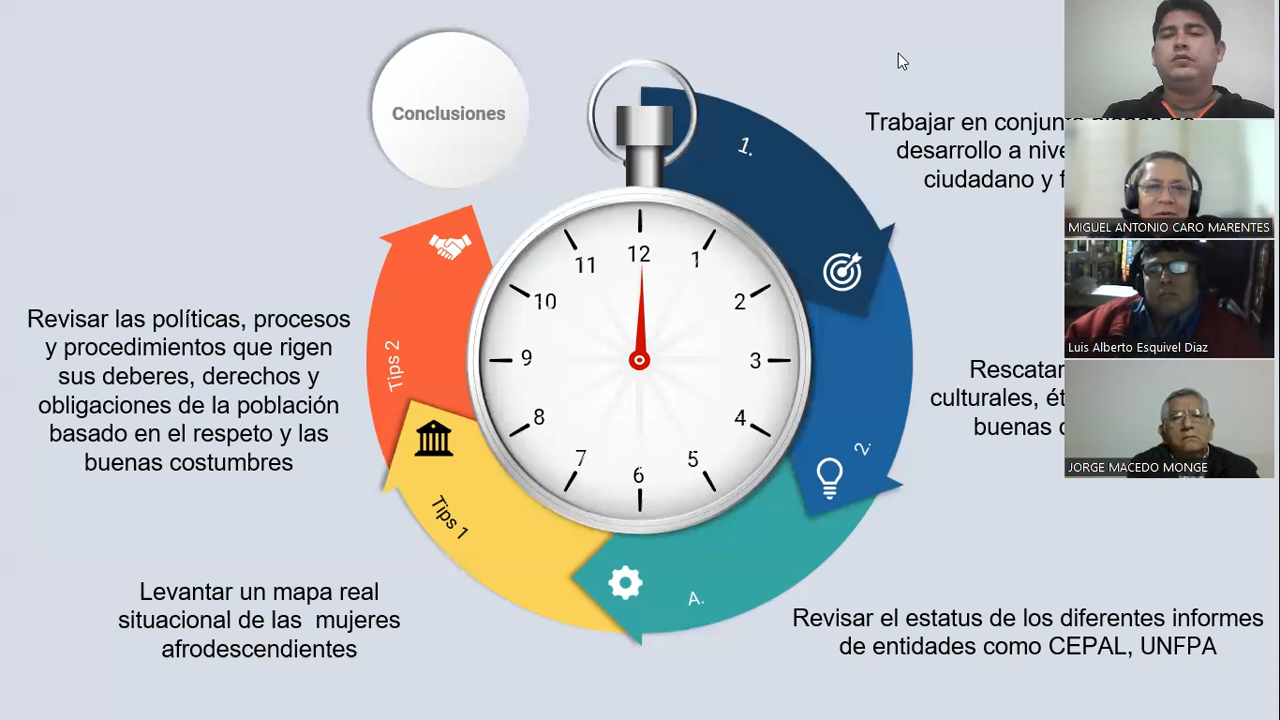 Conclusiones
1.
Trabajar en conjunto
desarrollo a
ciudadano y
12
1
2
3
4
5
6
7
8
9
10
11
Rescatar
culturales,
buenas
2.
A.
Revisar el estatus de los diferentes informes
de entidades como CEPAL, UNFPA
Tips 1
Levantar un mapa real
situacional de las mujeres
afrodescendientes
Tips 2
Revisar las políticas, procesos
y procedimientos que rigen
sus deberes, derechos y
obligaciones de la población
basado en el respeto y las
buenas costumbres
MIGUEL ANTONIO CARO MARENTES
Luis Alberto Esquivel Diaz
JORGE MACEDO MONGE